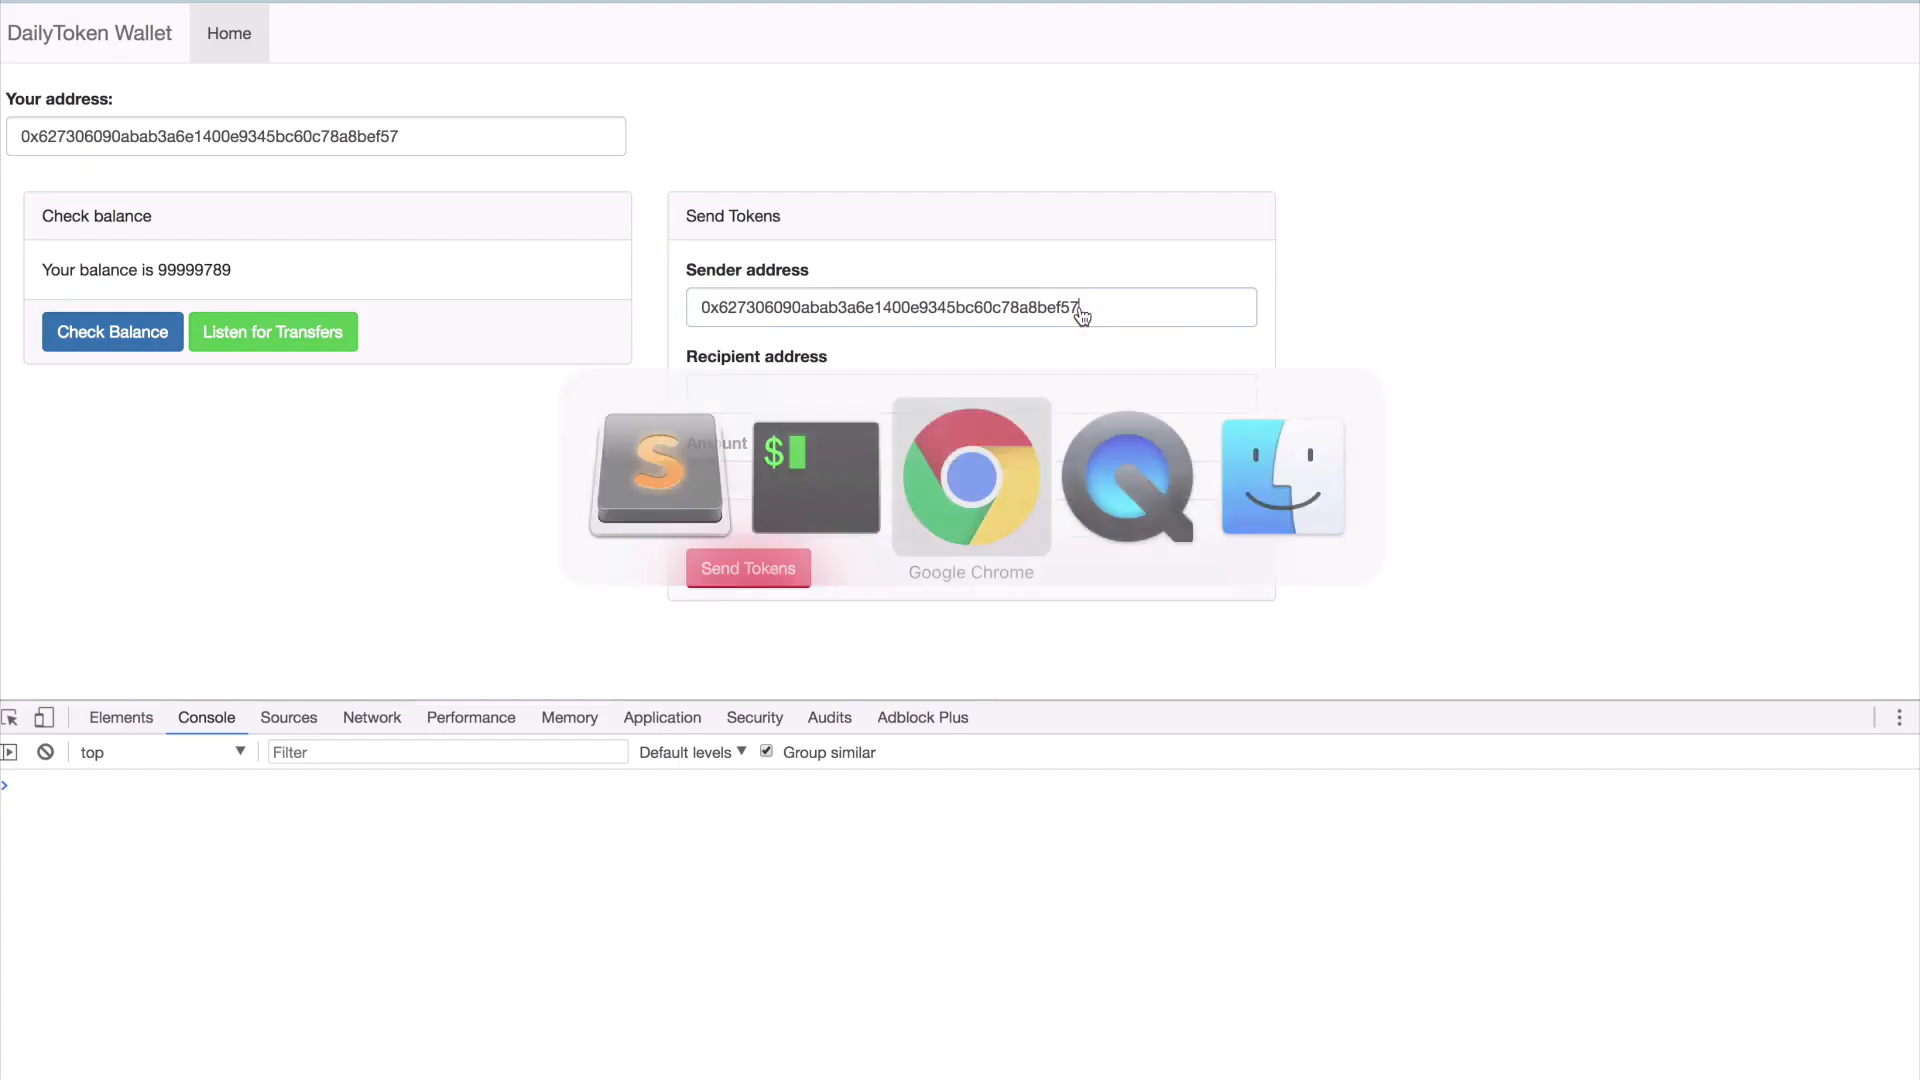 DailyToken Wallet Home
Your address:
0x627306090abab3a6e1400e9345bc60c78a8bef57
Check balance
Your balance is 99999789
Check Balance Listen for Transfers
Send Tokens
Sender address
0x627306090abab3a6e1400e9345bc60c78a8bef57
Recipient address
Amount
S $
Send Tokens
Google Chrome
Elements Console Sources Network Performance Memory Application Security Audits Adblock Plus
top Filter Default levels Group similar